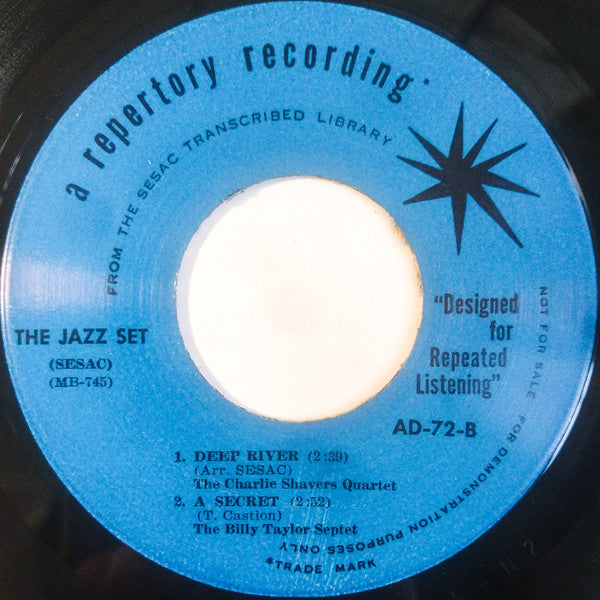 a repertory recording*
FROM THE SESAC TRANSCRIBED LIBRARY
THE JAZZ SET
(SESAC)
(MB-745)
"Designed
for
Repeated
Listening"
AD-72-B
NOT FOR SALE FOR DEMONSTRATION PURPOSES ONLY
1. DEEP RIVER (2:39)
(Arr. SESAC)
The Charlie Shavers Quartet
2. A SECRET (2:52)
(T. Castion)
The Billy Taylor Septet
*TRADE MARK